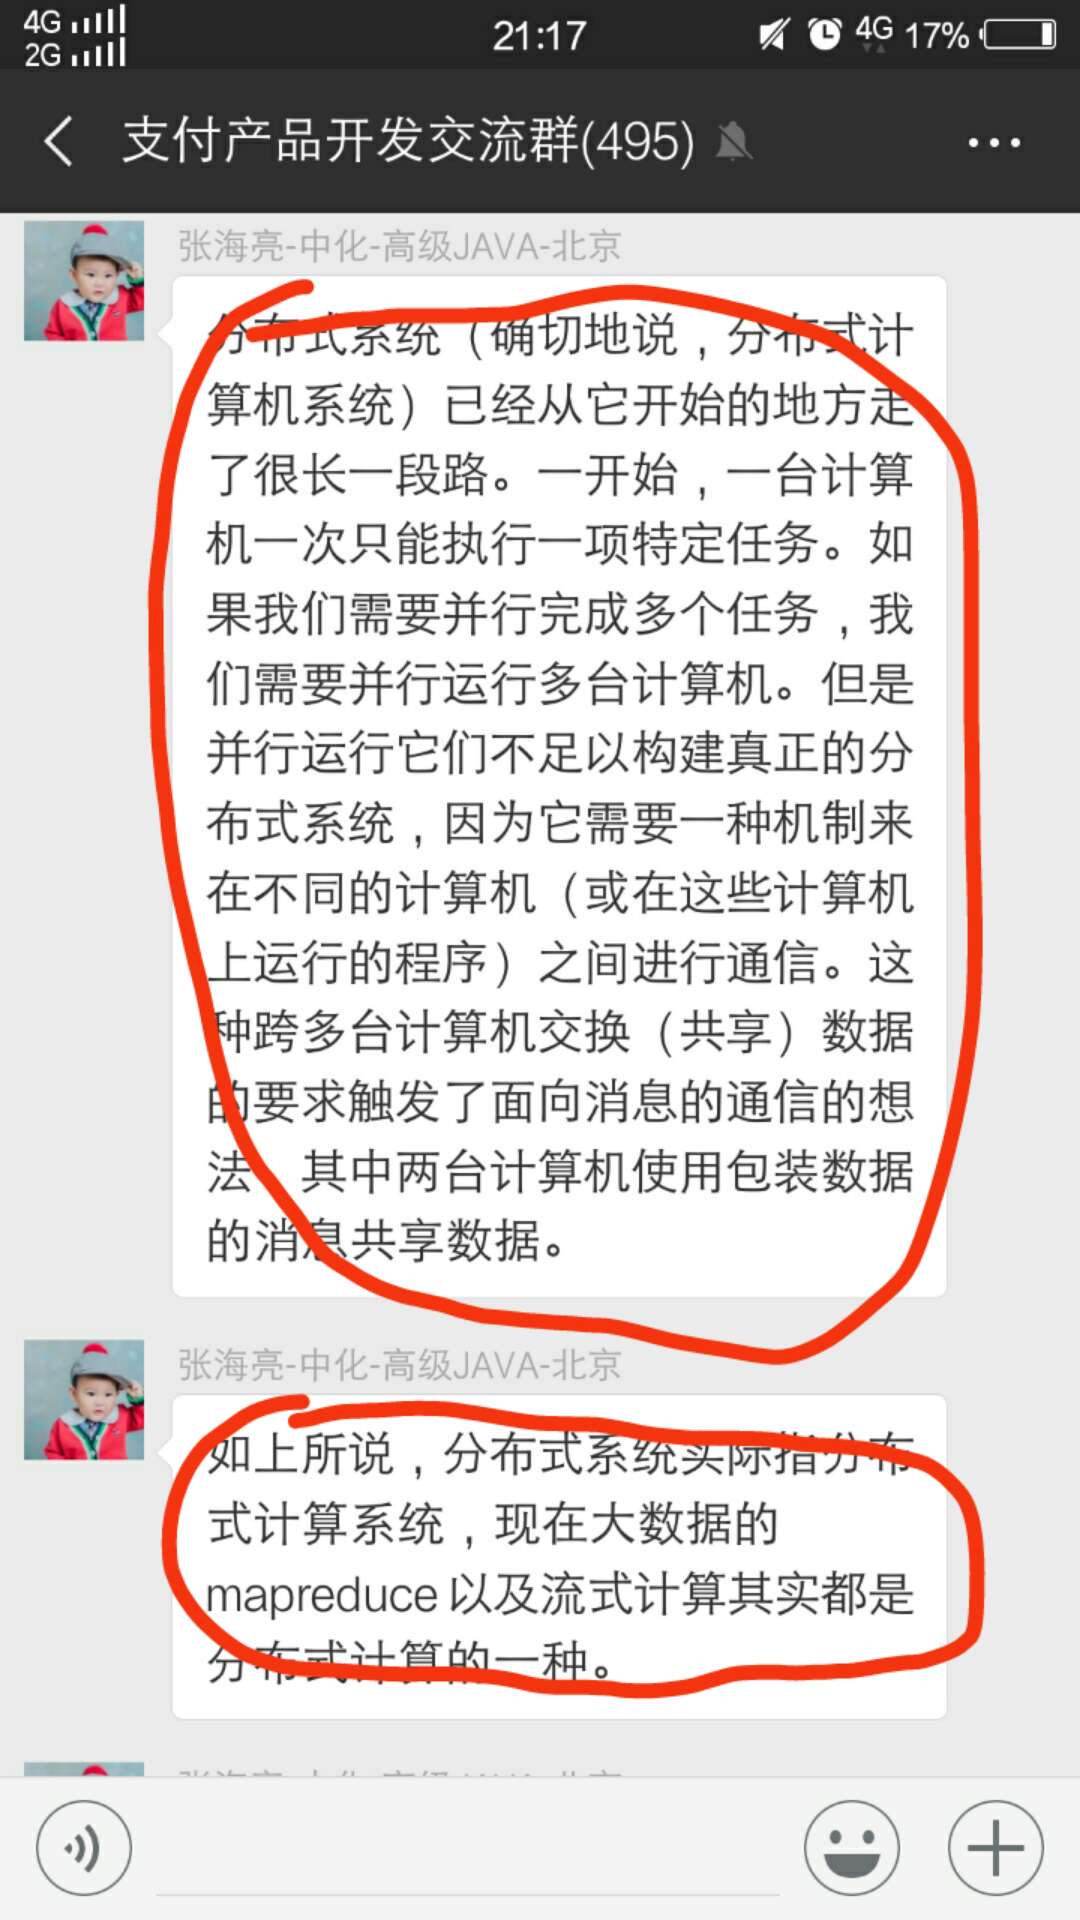 4G
2G
21:17
4G 17%
支付产品开发交流群(495)
张海亮-中化-高级JAVA-北京
分布式系统（确切地说，分布式计
算机系统）已经从它开始的地方走
了很长一段路。一开始，一台计算
机一次只能执行一项特定任务。如
果我们需要并行完成多个任务，我
们需要并行运行多台计算机。但是
并行运行它们不足以构建真正的分
布式系统，因为它需要一种机制来
在不同的计算机（或在这些计算机
上运行的程序）之间进行通信。这
种跨多台计算机交换（共享）数据
的要求触发了面向消息的通信的想
法 其中两台计算机使用包装数据
的消息共享数据。
张海亮-中化-高级JAVA-北京
如上所说，分布式系统实际指分布
式计算系统，现在大数据的
mapreduce以及流式计算其实都是
分布式计算的一种。
张海亮-中化-高级JAVA-北京